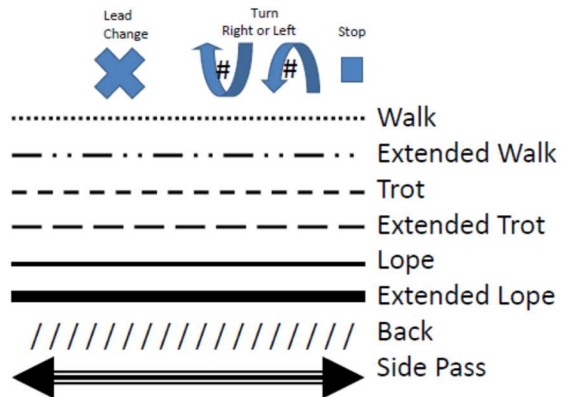 Lead
Change
Turn
Right or Left
Stop
# #
Walk
Extended Walk
Trot
Extended Trot
Lope
Extended Lope
Back
Side Pass